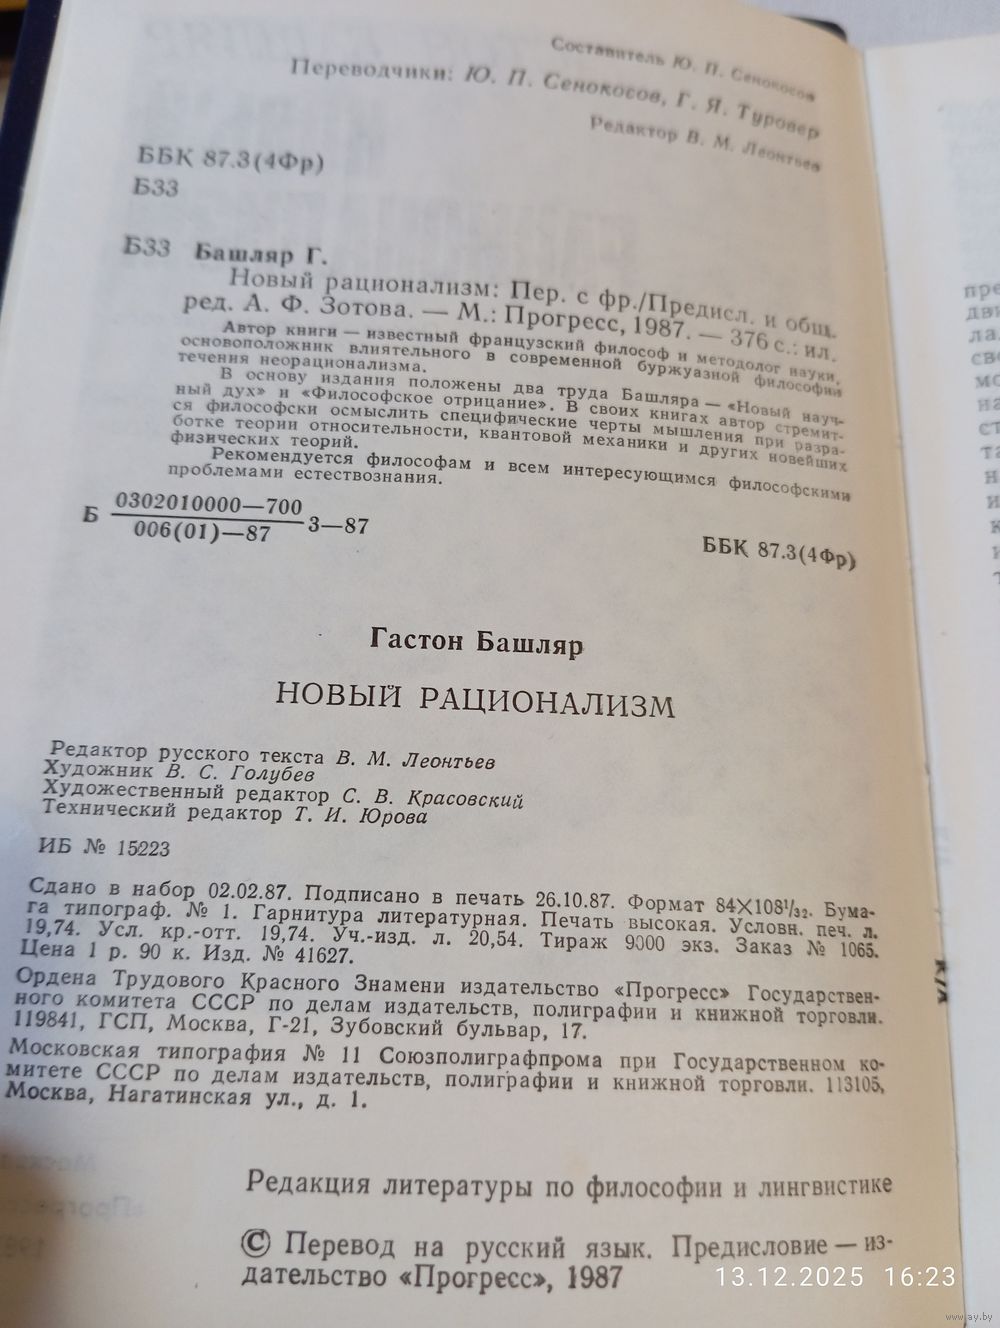 Составитель Ю. П. Сенокосов
Переводчики: Ю. П. Сенокосов, Г. Я. Туровер
Редактор В. М. Леонтьев
ББК 87.3(4Фр)
Б33
Б33 Башляр Г.
Новый рационализм: Пер. с фр./Предисл. и общ.
ред. А. Ф. Зотова. — М.: Прогресс, 1987. — 376 с.: ил.
Автор книги — известный французский философ и методолог науки,
основоположник влиятельного в современной буржуазной философии
течения неорационализма.
В основу издания положены два труда Башляра — «Новый науч-
ный дух» и «Философское отрицание». В своих книгах автор стремит-
ся философски осмыслить специфические черты мышления при разра-
ботке теории относительности, квантовой механики и других новейших
физических теорий.
Рекомендуется философам и всем интересующимся философскими
проблемами естествознания.
Б 0302010000—700
006(01)—87 3—87
ББК 87.3(4Фр)
Гастон Башляр
НОВЫЙ РАЦИОНАЛИЗМ
Редактор русского текста В. М. Леонтьев
Художник В. С. Голубев
Художественный редактор С. В. Красовский
Технический редактор Т. И. Юрова
ИБ № 15223
Сдано в набор 02.02.87. Подписано в печать 26.10.87. Формат 84×108¹/₃₂. Бума-
га типограф. № 1. Гарнитура литературная. Печать высокая. Условн. печ. л.
19,74. Усл. кр.-отт. 19,74. Уч.-изд. л. 20,54. Тираж 9000 экз. Заказ № 1065.
Цена 1 р. 90 к. Изд. № 41627.
Ордена Трудового Красного Знамени издательство «Прогресс» Государствен-
ного комитета СССР по делам издательств, полиграфии и книжной торговли.
119841, ГСП, Москва, Г-21, Зубовский бульвар, 17.
Московская типография № 11 Союзполиграфпрома при Государственном ко-
митете СССР по делам издательств, полиграфии и книжной торговли. 113105,
Москва, Нагатинская ул., д. 1.
Редакция литературы по философии и лингвистике
© Перевод на русский язык. Предисловие — из-
дательство «Прогресс», 1987
13.12.2025 16:23
www.ay.by